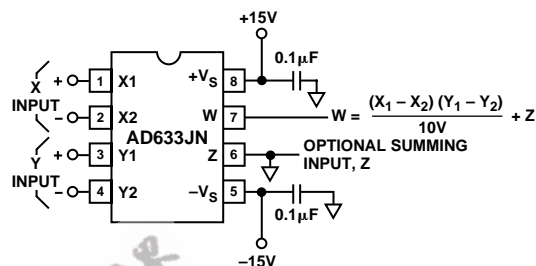 +15V
0.1µF
+ 1 X1 +VS 8
X
INPUT
– 2 X2 W 7 W = (X1 – X2) (Y1 – Y2) / 10V + Z
AD633JN
+ 3 Y1 Z 6 OPTIONAL SUMMING
INPUT, Z
Y
INPUT
– 4 Y2 –VS 5
0.1µF
–15V